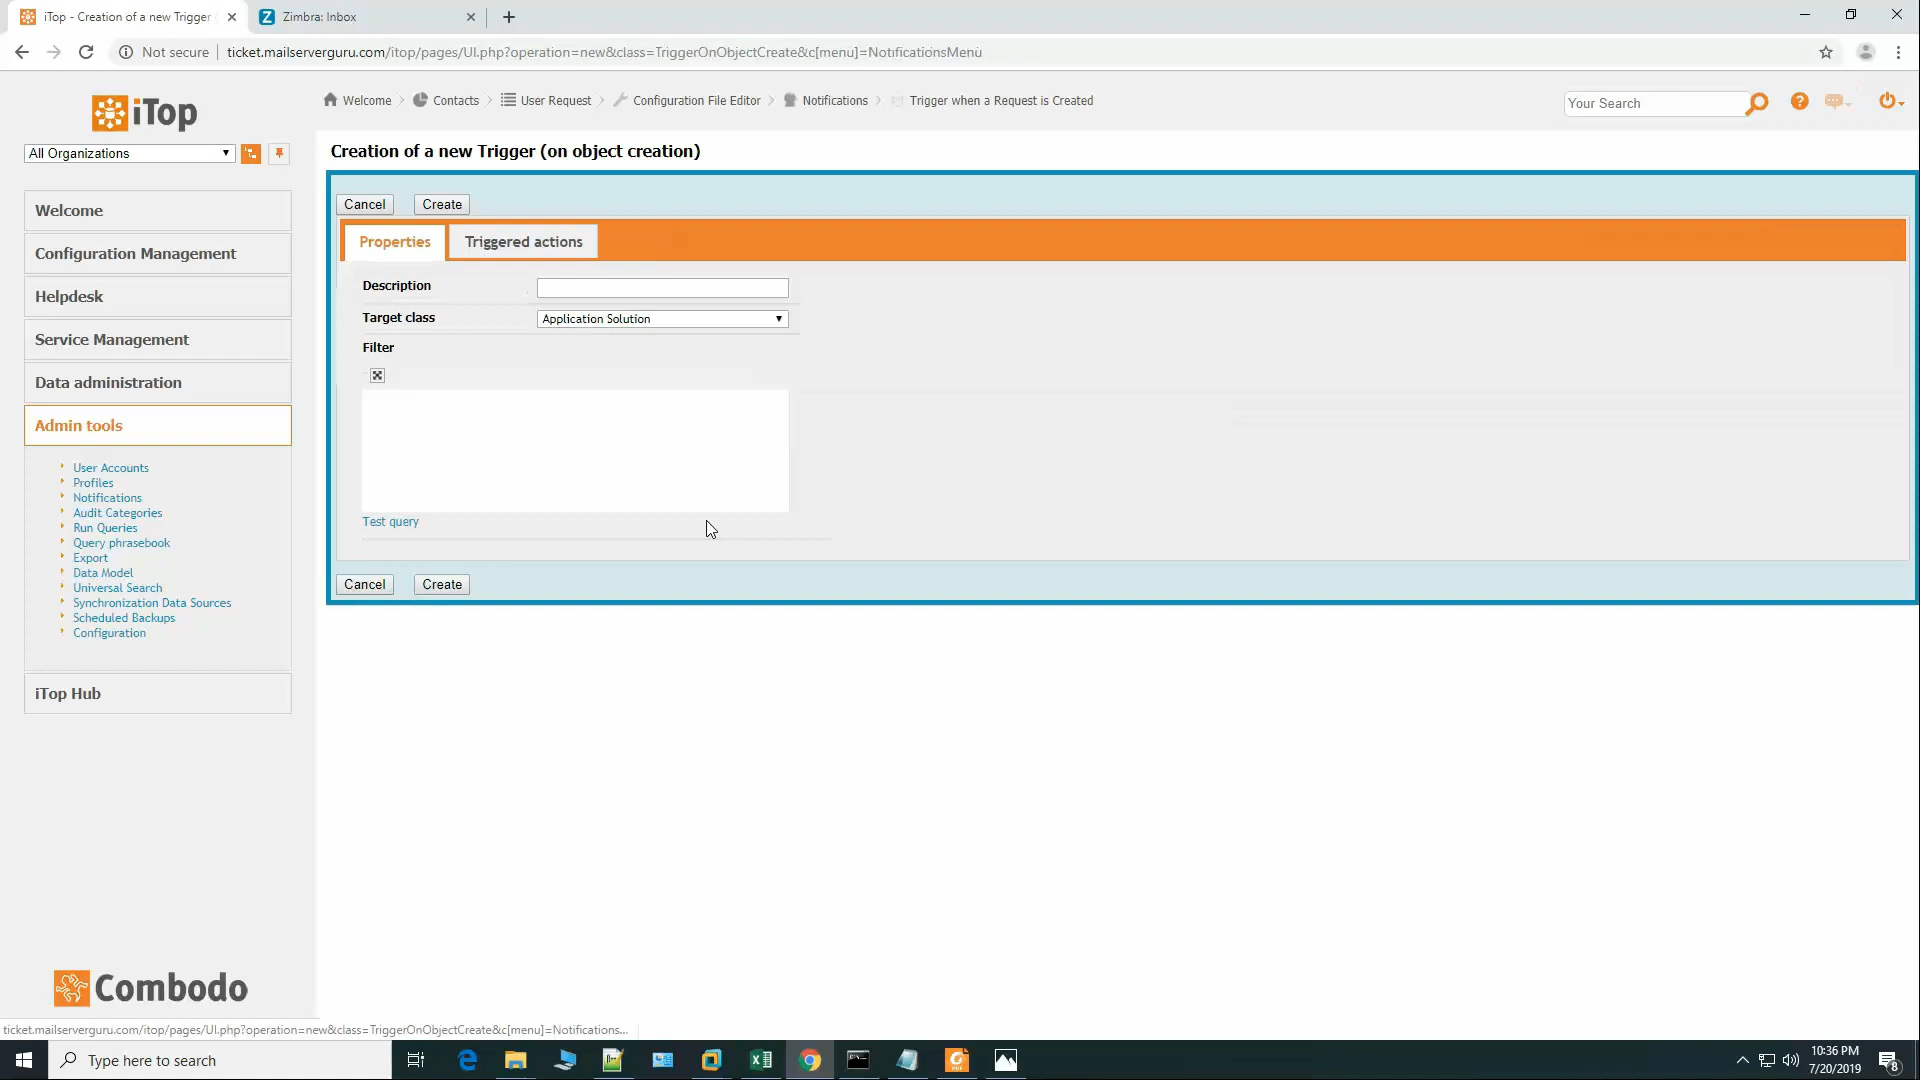 iTop - Creation of a new Trigger
Zimbra: Inbox
Not secure
ticket.mailserverguru.com/itop/pages/UI.php?operation=new&class=TriggerOnObjectCreate&c[menu]=NotificationsMenu
iTop
Welcome
Contacts
User Request
Configuration File Editor
Notifications
Trigger when a Request is Created
Your Search
All Organizations
Creation of a new Trigger (on object creation)
Cancel
Create
Properties
Triggered actions
Description
Target class
Application Solution
Filter
Test query
Cancel
Create
Welcome
Configuration Management
Helpdesk
Service Management
Data administration
Admin tools
User Accounts
Profiles
Notifications
Audit Categories
Run Queries
Query phrasebook
Export
Data Model
Universal Search
Synchronization Data Sources
Scheduled Backups
Configuration
iTop Hub
Combodo
ticket.mailserverguru.com/itop/pages/UI.php?operation=new&class=TriggerOnObjectCreate&c[menu]=Notifications...
Type here to search
10:36 PM
7/20/2019
8